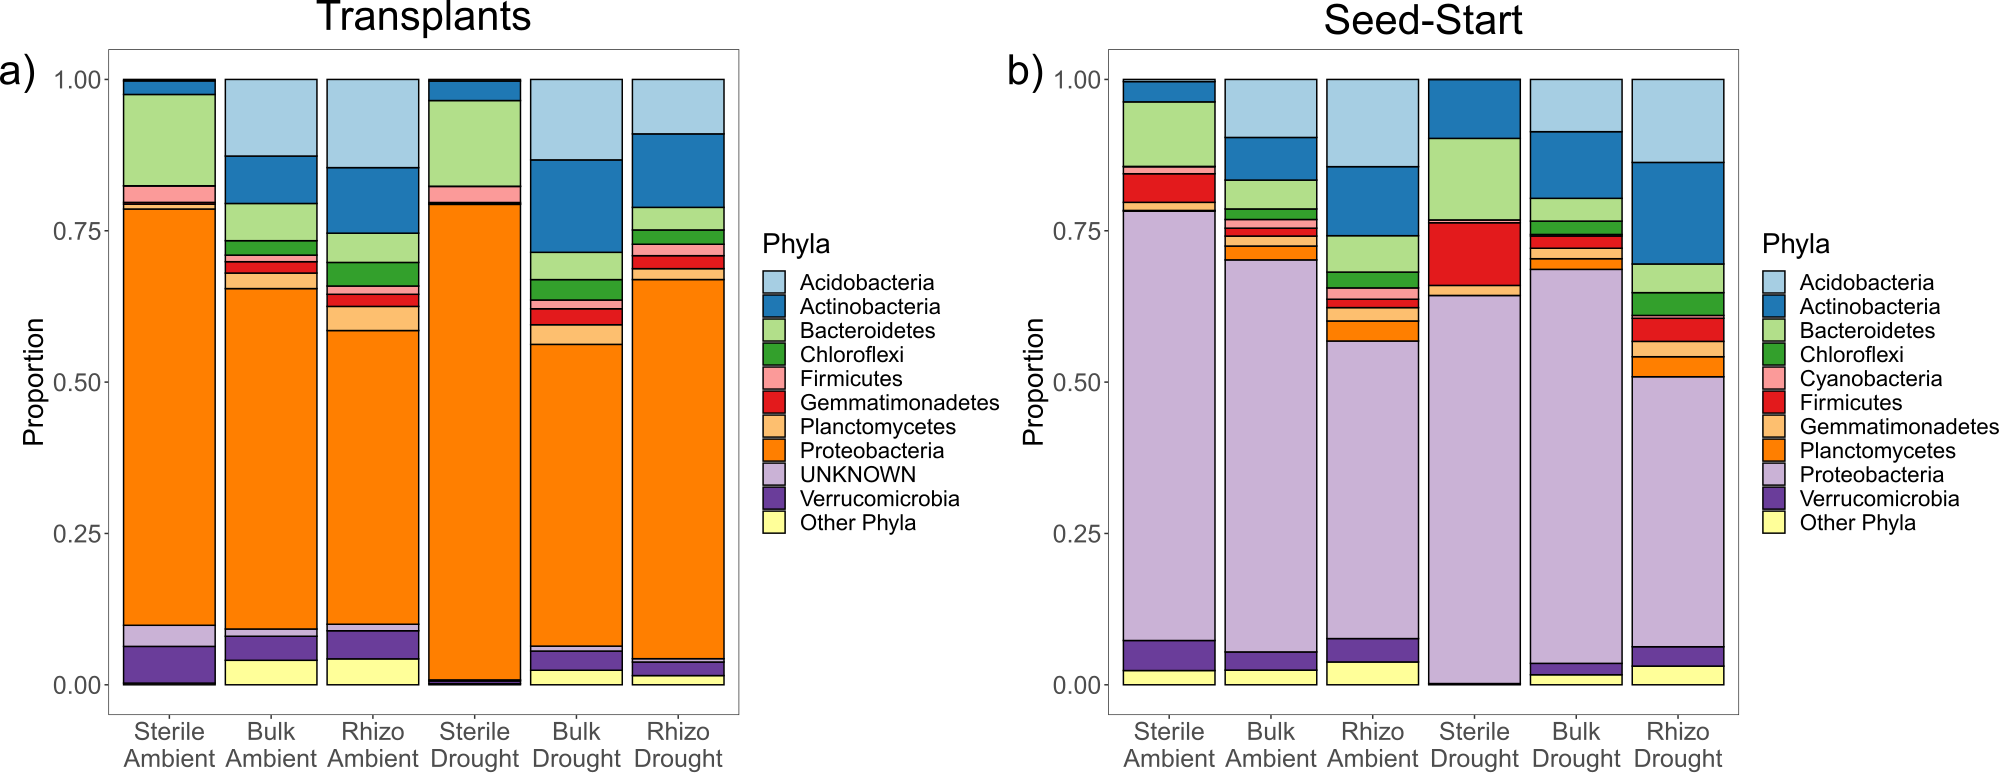 Transplants
a)
1.00
0.75
0.50
0.25
0.00
Proportion
Sterile Ambient
Bulk Ambient
Rhizo Ambient
Sterile Drought
Bulk Drought
Rhizo Drought
Phyla
Acidobacteria
Actinobacteria
Bacteroidetes
Chloroflexi
Firmicutes
Gemmatimonadetes
Planctomycetes
Proteobacteria
UNKNOWN
Verrucomicrobia
Other Phyla
Seed-Start
b)
1.00
0.75
0.50
0.25
0.00
Proportion
Sterile Ambient
Bulk Ambient
Rhizo Ambient
Sterile Drought
Bulk Drought
Rhizo Drought
Phyla
Acidobacteria
Actinobacteria
Bacteroidetes
Chloroflexi
Cyanobacteria
Firmicutes
Gemmatimonadetes
Planctomycetes
Proteobacteria
Verrucomicrobia
Other Phyla